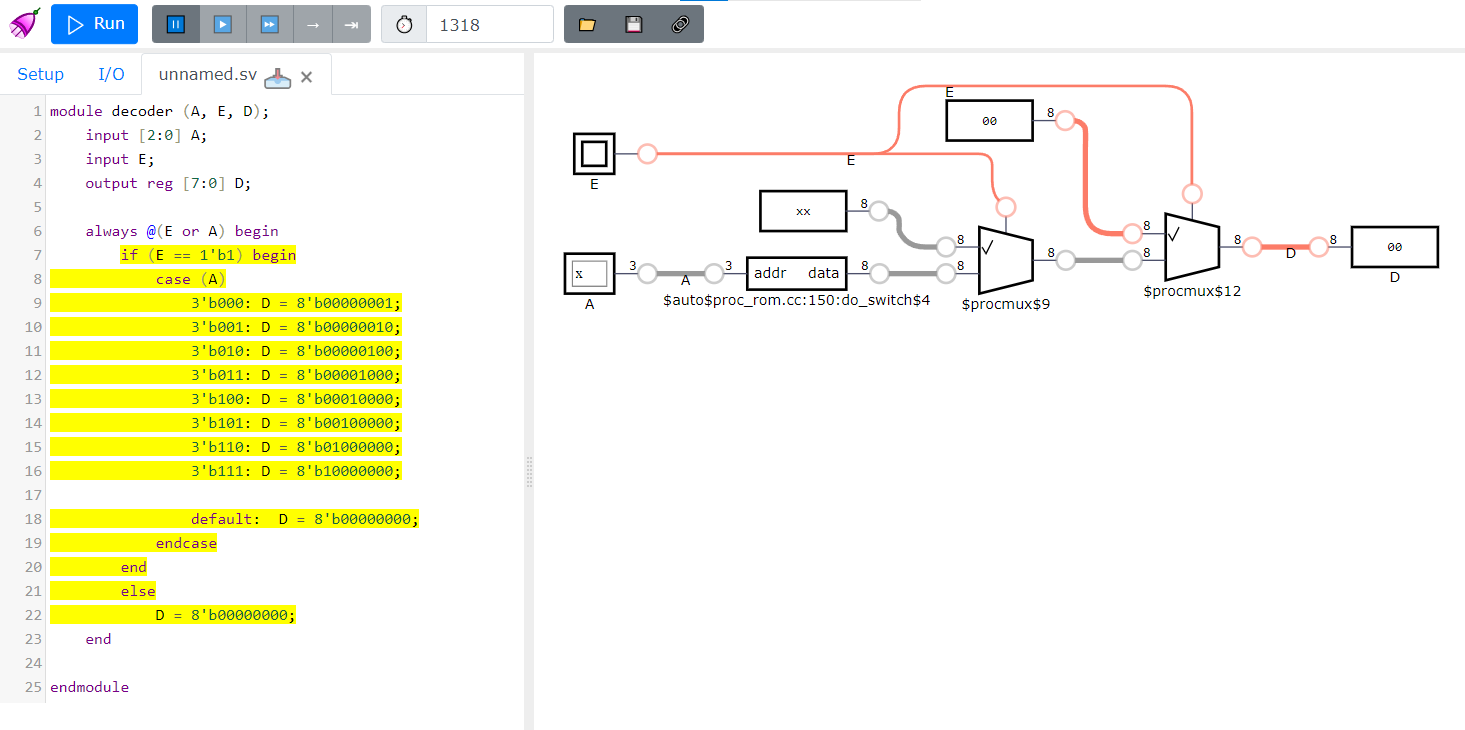 Run
1318
Setup I/O unnamed.sv ×
1 module decoder (A, E, D);
2 input [2:0] A;
3 input E;
4 output reg [7:0] D;
5
6 always @(E or A) begin
7 if (E == 1'b1) begin
8 case (A)
9 3'b000: D = 8'b00000001;
10 3'b001: D = 8'b00000010;
11 3'b010: D = 8'b00000100;
12 3'b011: D = 8'b00001000;
13 3'b100: D = 8'b00010000;
14 3'b101: D = 8'b00100000;
15 3'b110: D = 8'b01000000;
16 3'b111: D = 8'b10000000;
17
18 default: D = 8'b00000000;
19 endcase
20 end
21 else
22 D = 8'b00000000;
23 end
24
25 endmodule
E
00 8
E
E
xx 8
8
8
x 3
A
A
3 addr data 8
$auto$proc_rom.cc:150:do_switch$4
8
$procmux$9
8
8
8
$procmux$12
8
D
8 00
D